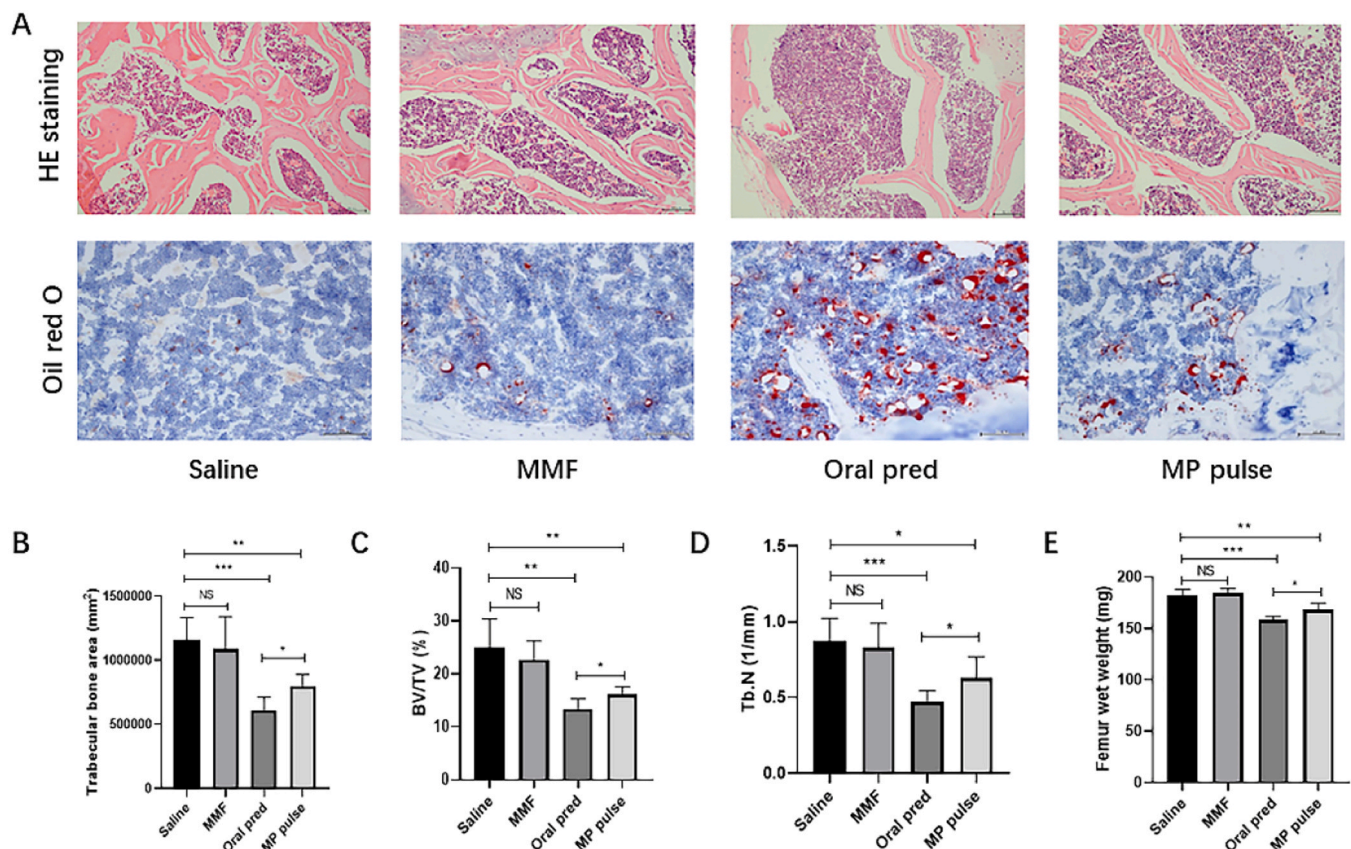 A
HE staining
Oil red O
Saline
MMF
Oral pred
MP pulse
B
**
***
NS
*
1500000
1000000
500000
0
Trabecular bone area (mm²)
Saline
MMF
Oral pred
MP pulse
C
**
**
NS
*
40
30
20
10
0
BV/TV (%)
Saline
MMF
Oral pred
MP pulse
D
*
***
NS
*
1.5
1.0
0.5
0.0
Tb.N (1/mm)
Saline
MMF
Oral pred
MP pulse
E
**
***
NS
*
200
150
100
50
0
Femur wet weight (mg)
Saline
MMF
Oral pred
MP pulse